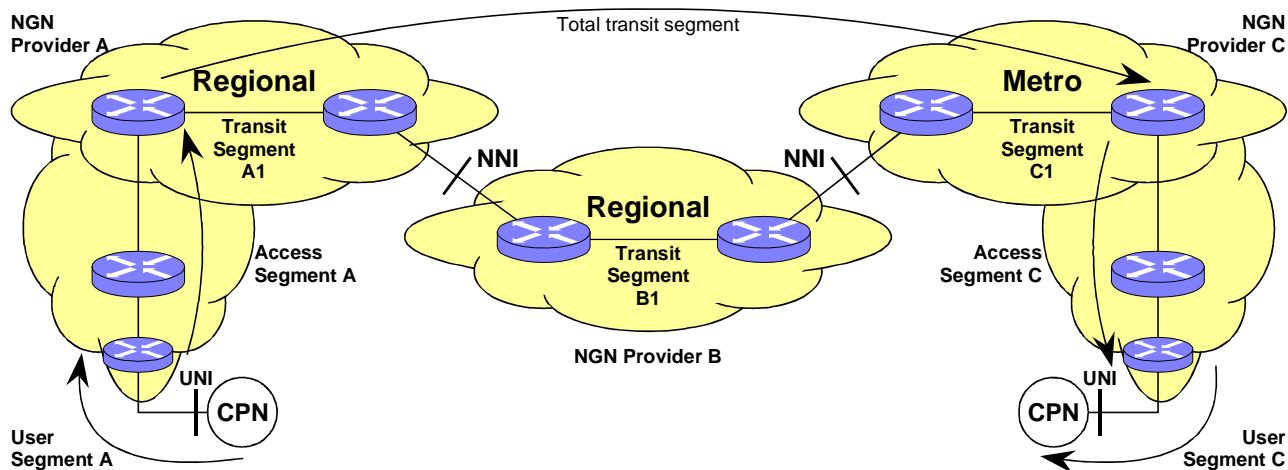 NGN
Provider A
Total transit segment
NGN
Provider C
Regional
Metro
Transit
Segment
A1
Transit
Segment
C1
NNI
NNI
Regional
Transit
Segment
B1
Access
Segment A
Access
Segment C
NGN Provider B
UNI
CPN
CPN
UNI
User
Segment A
User
Segment C